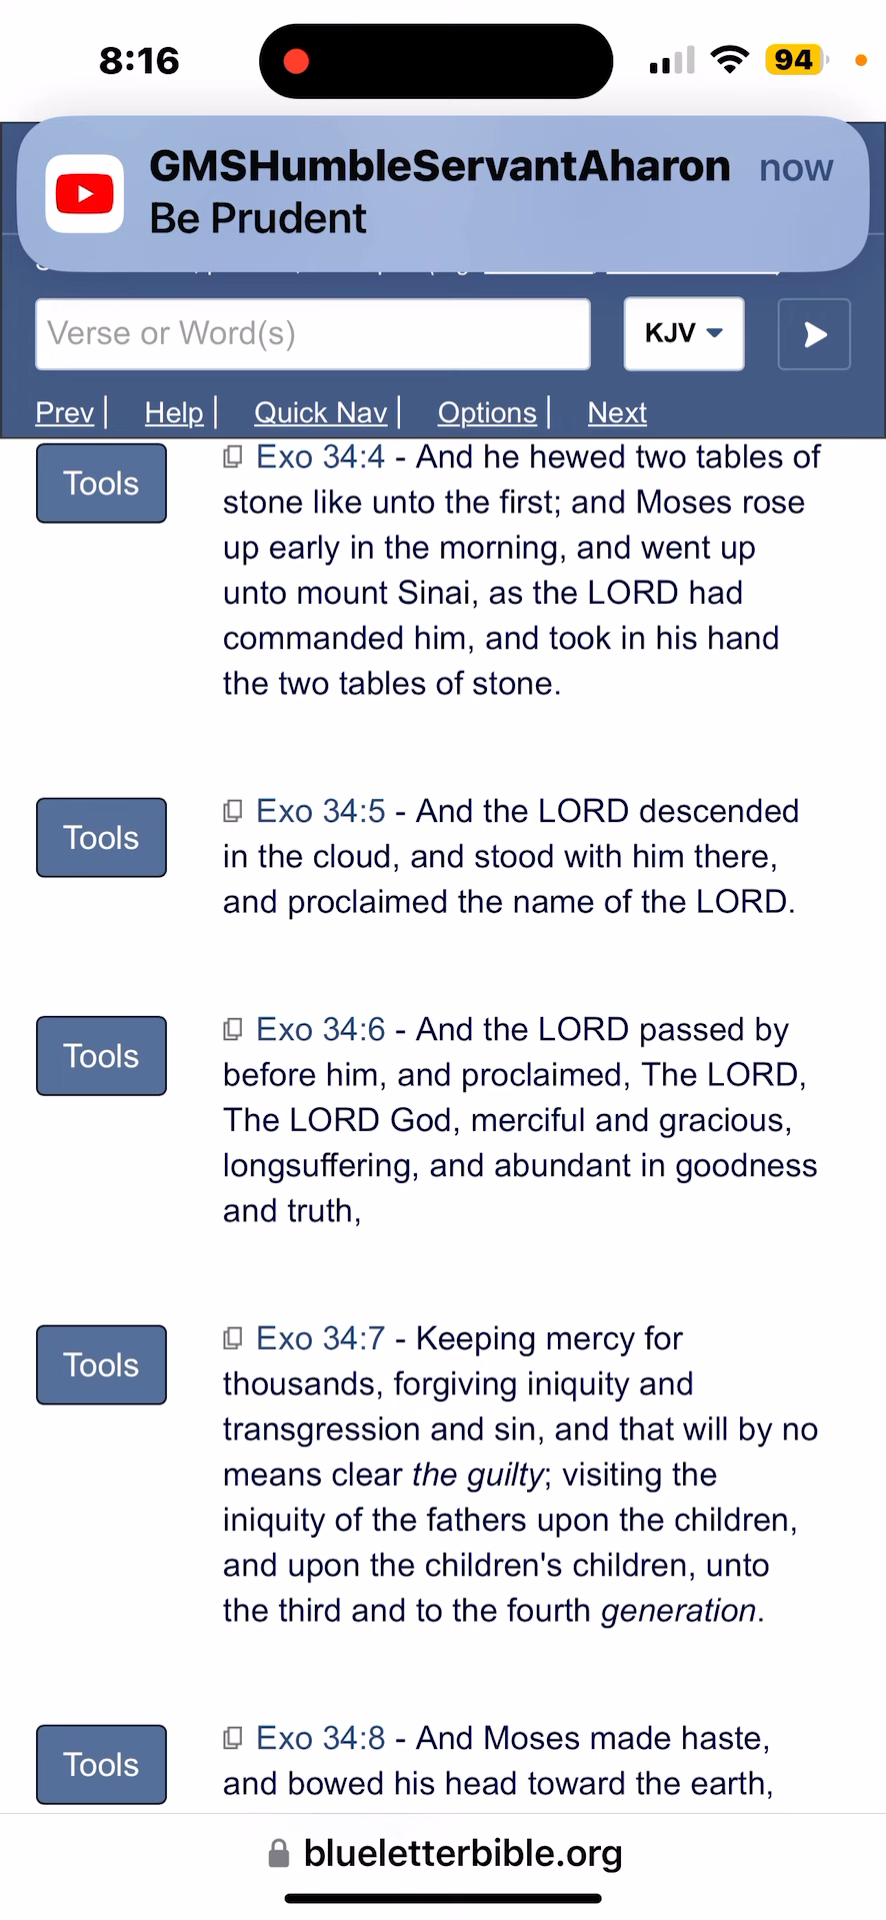 8:16
94
GMSHumbleServantAharon now
Be Prudent
Verse or Word(s)
KJV
Prev | Help | Quick Nav | Options | Next
Tools
Exo 34:4 - And he hewed two tables of
stone like unto the first; and Moses rose
up early in the morning, and went up
unto mount Sinai, as the LORD had
commanded him, and took in his hand
the two tables of stone.
Tools
Exo 34:5 - And the LORD descended
in the cloud, and stood with him there,
and proclaimed the name of the LORD.
Tools
Exo 34:6 - And the LORD passed by
before him, and proclaimed, The LORD,
The LORD God, merciful and gracious,
longsuffering, and abundant in goodness
and truth,
Tools
Exo 34:7 - Keeping mercy for
thousands, forgiving iniquity and
transgression and sin, and that will by no
means clear the guilty; visiting the
iniquity of the fathers upon the children,
and upon the children's children, unto
the third and to the fourth generation.
Tools
Exo 34:8 - And Moses made haste,
and bowed his head toward the earth,
blueletterbible.org